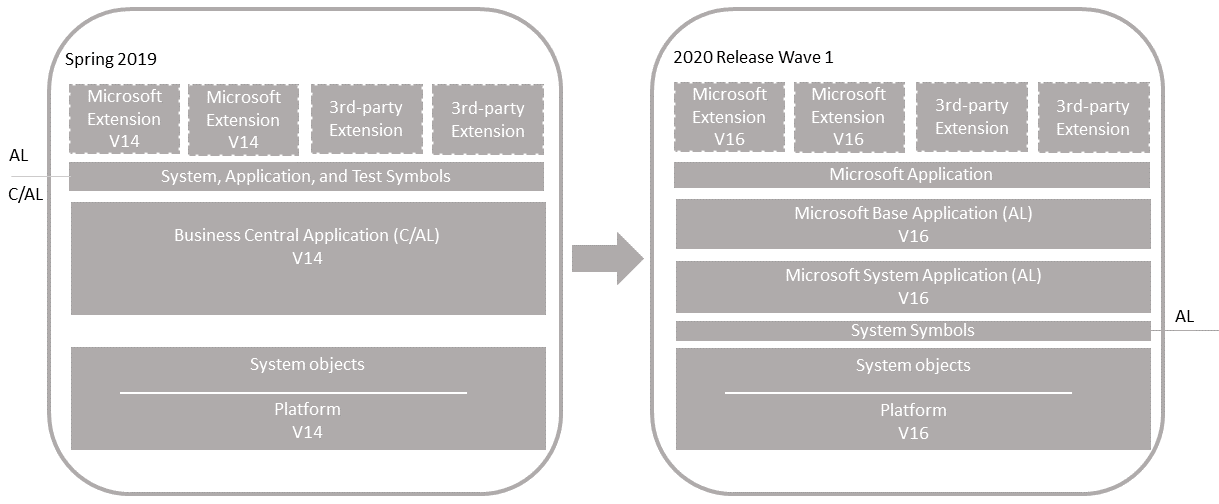 Spring 2019
Microsoft
Extension
V14
Microsoft
Extension
V14
3rd-party
Extension
3rd-party
Extension
AL
C/AL
System, Application, and Test Symbols
Business Central Application (C/AL)
V14
System objects
Platform
V14
2020 Release Wave 1
Microsoft
Extension
V16
Microsoft
Extension
V16
3rd-party
Extension
3rd-party
Extension
Microsoft Application
Microsoft Base Application (AL)
V16
Microsoft System Application (AL)
V16
System Symbols
AL
System objects
Platform
V16